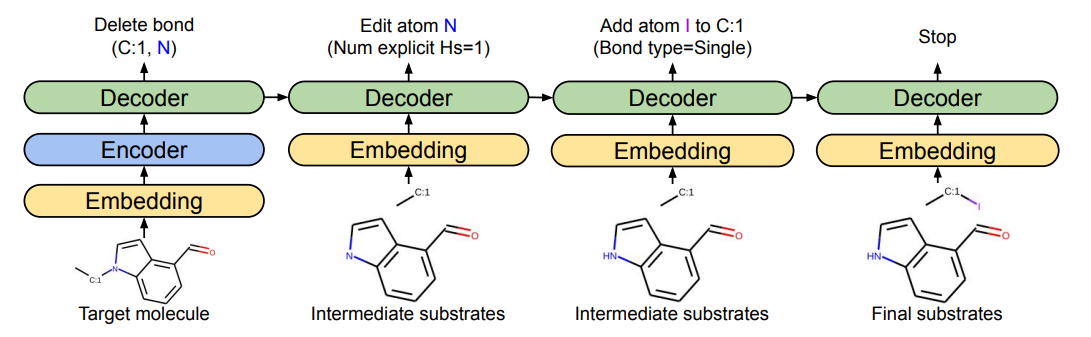 Delete bond
(C:1, N)
Edit atom N
(Num explicit Hs=1)
Add atom I to C:1
(Bond type=Single)
Stop
Decoder
Decoder
Decoder
Decoder
Encoder
Embedding
Embedding
Embedding
Embedding
C:1
N
O
C:1
N
O
C:1
HN
O
C:1
I
HN
O
Target molecule
Intermediate substrates
Intermediate substrates
Final substrates